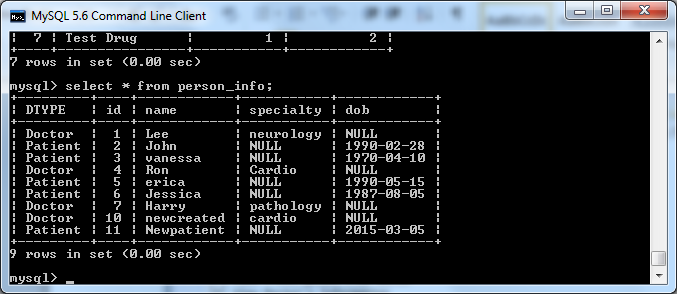 MySQL 5.6 Command Line Client
| 7 | Test Drug | 1 | 2 |
+----+--------------+--------------+-------------+
7 rows in set (0.00 sec)
mysql> select * from person_info;
+---------+----+------------+-----------+------------+
| DTYPE | id | name | specialty | dob |
+---------+----+------------+-----------+------------+
| Doctor | 1 | Lee | neurology | NULL |
| Patient | 2 | John | NULL | 1990-02-28 |
| Patient | 3 | vanessa | NULL | 1970-04-10 |
| Doctor | 4 | Ron | Cardio | NULL |
| Patient | 5 | erica | NULL | 1990-05-15 |
| Patient | 6 | Jessica | NULL | 1987-08-05 |
| Doctor | 7 | Harry | pathology | NULL |
| Doctor | 10 | newcreated | cardio | NULL |
| Patient | 11 | Newpatient | NULL | 2015-03-05 |
+---------+----+------------+-----------+------------+
9 rows in set (0.00 sec)
mysql> _